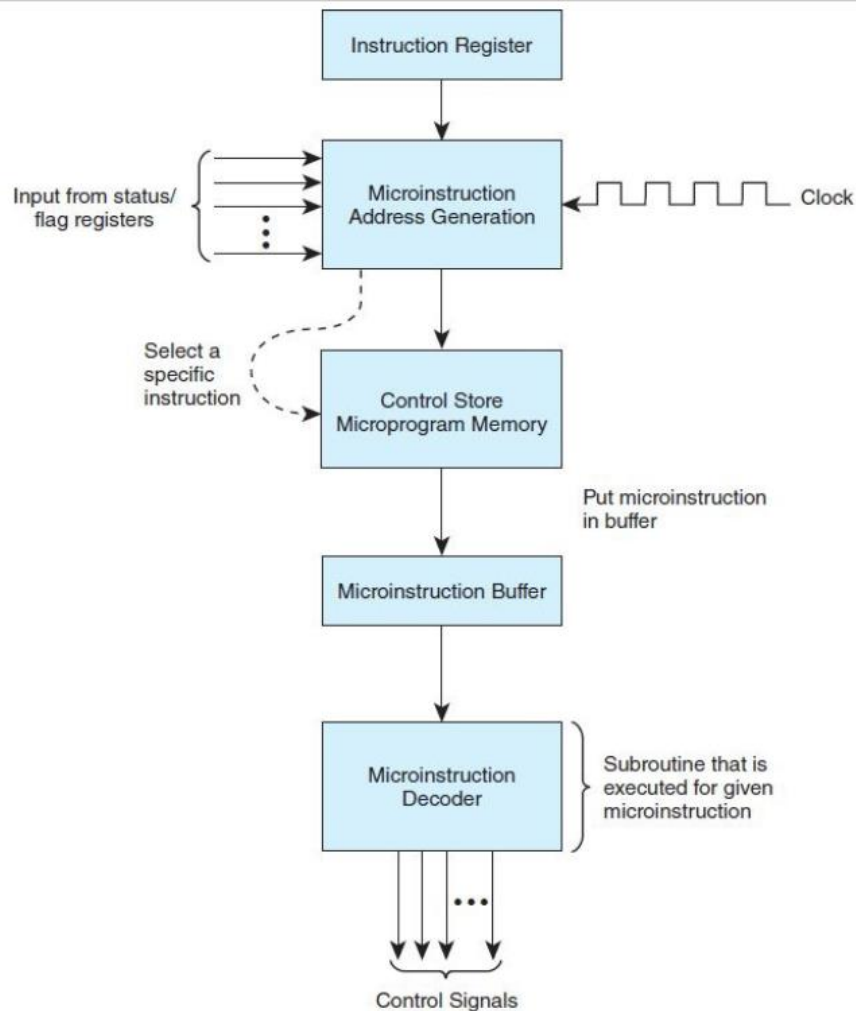 Instruction Register
Input from status/
flag registers
Microinstruction
Address Generation
Clock
Select a
specific
instruction
Control Store
Microprogram Memory
Put microinstruction
in buffer
Microinstruction Buffer
Microinstruction
Decoder
Subroutine that is
executed for given
microinstruction
Control Signals